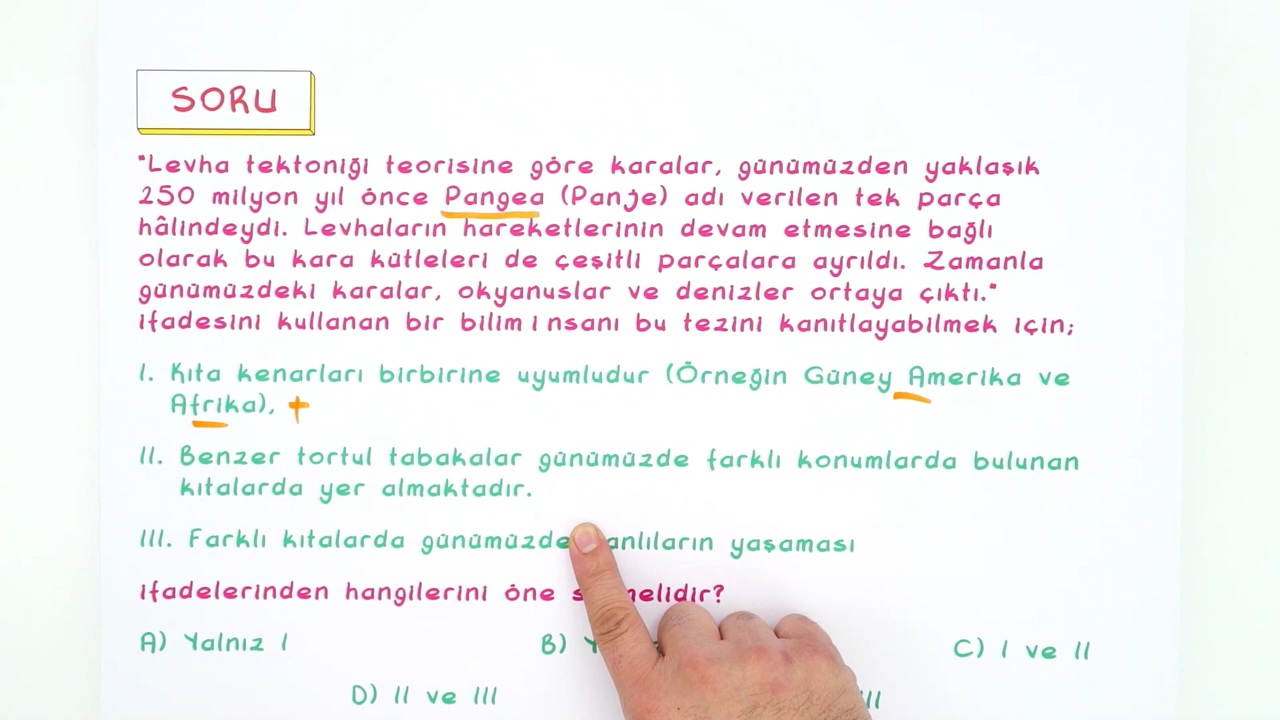 SORU
"Levha tektoniği teorisine göre karalar, günümüzden yaklaşık
250 milyon yıl önce Pangea (Panje) adı verilen tek parça
hâlindeydi. Levhaların hareketlerinin devam etmesine bağlı
olarak bu kara kütleleri de çeşitli parçalara ayrıldı. Zamanla
günümüzdeki karalar, okyanuslar ve denizler ortaya çıktı."
ifadesini kullanan bir bilim insanı bu tezini kanıtlayabilmek için;
I. Kıta kenarları birbirine uyumludur (Örneğin Güney Amerika ve
Afrika), +
II. Benzer tortul tabakalar günümüzde farklı konumlarda bulunan
kıtalarda yer almaktadır.
III. Farklı kıtalarda günümüzde anlıların yaşaması
ifadelerinden hangilerini öne s melidir?
A) Yalnız I
B) Y
C) I ve II
D) II ve III
III